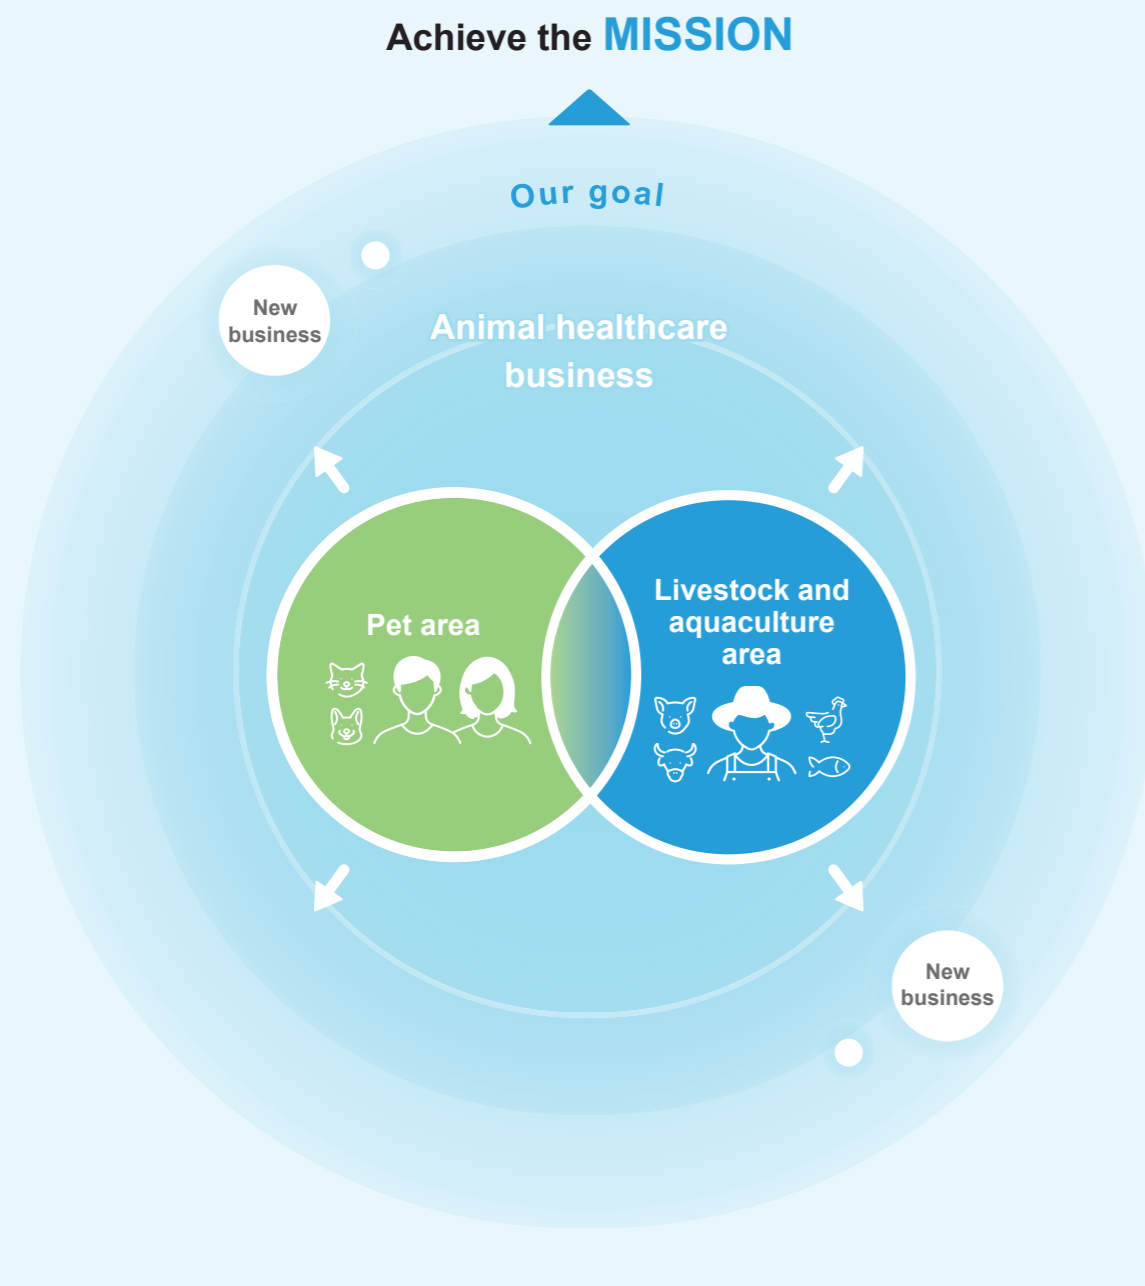 Achieve the MISSION
Our goal
New
business
Animal healthcare
business
Pet area
Livestock and
aquaculture
area
New
business